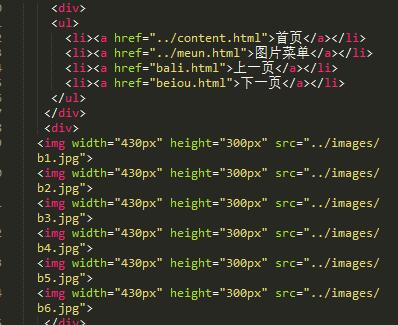 <div>
<ul>
<li><a href="../content.html">首页</a></li>
<li><a href="../meun.html">图片菜单</a></li>
<li><a href="bali.html">上一页</a></li>
<li><a href="beiou.html">下一页</a></li>
</ul>
</div>
<div>
<img width="430px" height="300px" src="../images/
b1.jpg">
<img width="430px" height="300px" src="../images/
b2.jpg">
<img width="430px" height="300px" src="../images/
b3.jpg">
<img width="430px" height="300px" src="../images/
b4.jpg">
<img width="430px" height="300px" src="../images/
b5.jpg">
<img width="430px" height="300px" src="../images/
b6.jpg">
</div>